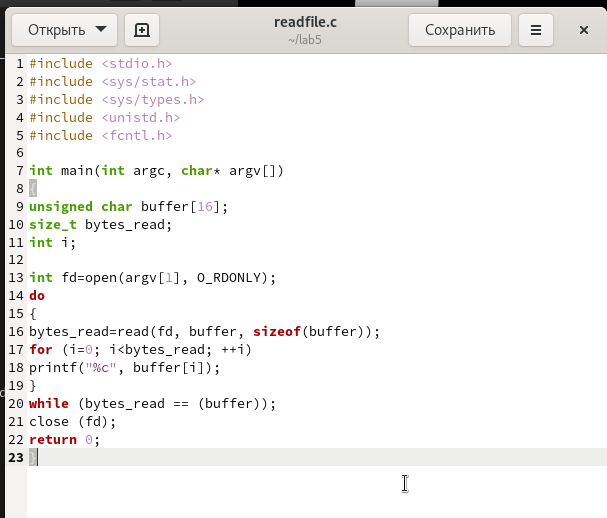 Открыть
readfile.c
~/lab5
Сохранить
1 #include <stdio.h>
2 #include <sys/stat.h>
3 #include <sys/types.h>
4 #include <unistd.h>
5 #include <fcntl.h>
6
7 int main(int argc, char* argv[])
8 {
9 unsigned char buffer[16];
10 size_t bytes_read;
11 int i;
12
13 int fd=open(argv[1], O_RDONLY);
14 do
15 {
16 bytes_read=read(fd, buffer, sizeof(buffer));
17 for (i=0; i<bytes_read; ++i)
18 printf("%c", buffer[i]);
19 }
20 while (bytes_read == (buffer));
21 close (fd);
22 return 0;
23 }